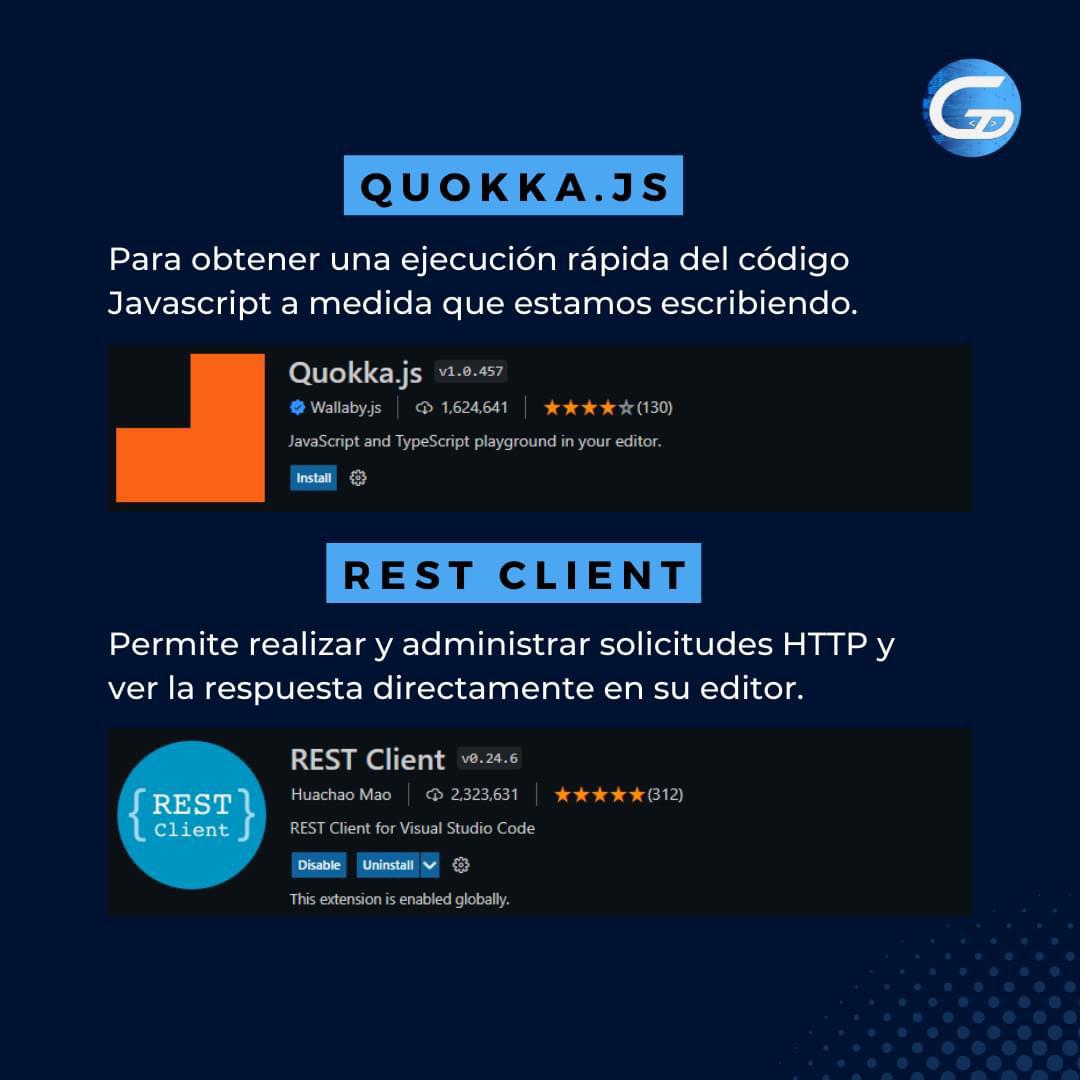 QUOKKA.JS
Para obtener una ejecución rápida del código
Javascript a medida que estamos escribiendo.
Quokka.js v1.0.457
Wallaby.js 1,624,641 (130)
JavaScript and TypeScript playground in your editor.
Install
REST CLIENT
Permite realizar y administrar solicitudes HTTP y
ver la respuesta directamente en su editor.
{REST Client}
REST Client v0.24.6
Huachao Mao 2,323,631 (312)
REST Client for Visual Studio Code
Disable Uninstall
This extension is enabled globally.